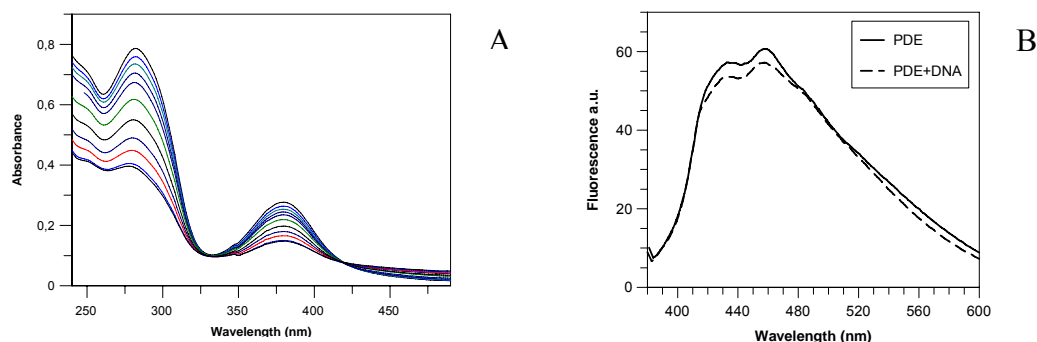 A
0,8
0,6
0,4
0,2
0
Absorbance
250
300
350
400
450
Wavelength (nm)
B
60
40
20
0
Fluorescence a.u.
PDE
PDE+DNA
400
440
480
520
560
600
Wavelength (nm)